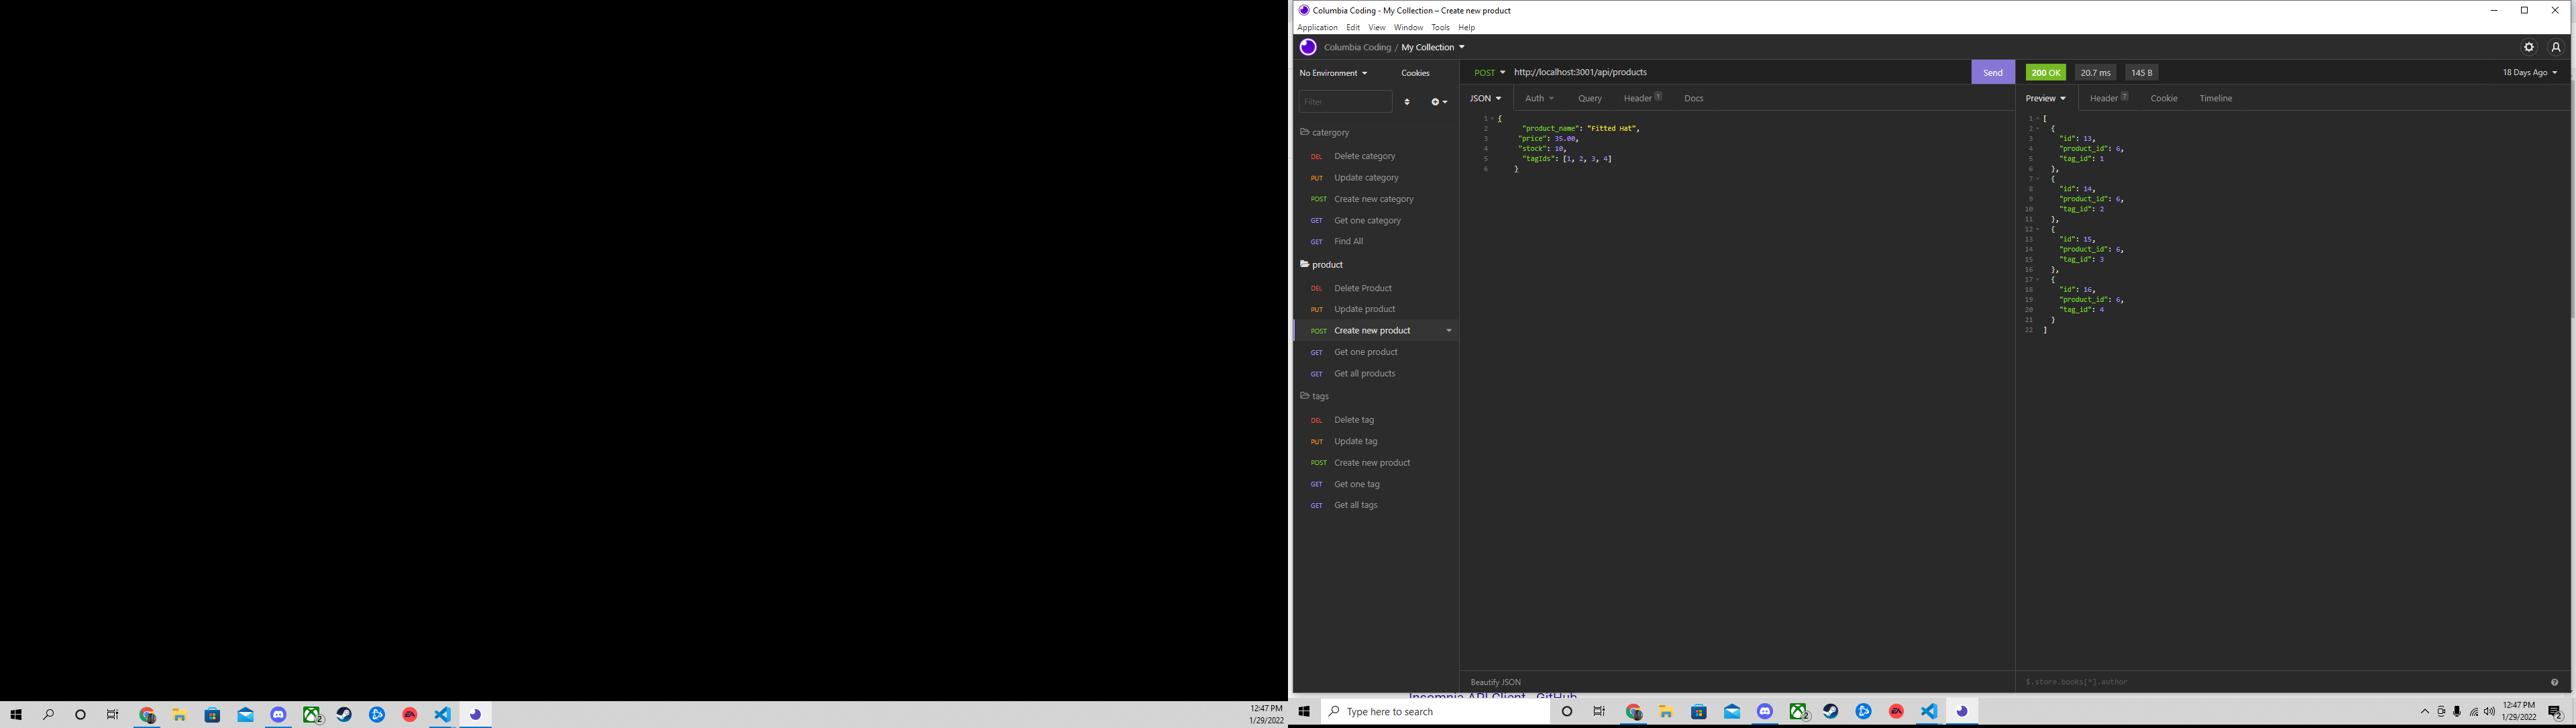 Columbia Coding - My Collection – Create new product
Application Edit View Window Tools Help
Columbia Coding / My Collection
No Environment Cookies
Filter
catergory
DEL Delete category
PUT Update category
POST Create new category
GET Get one category
GET Find All
product
DEL Delete Product
PUT Update product
POST Create new product
GET Get one product
GET Get all products
tags
DEL Delete tag
PUT Update tag
POST Create new product
GET Get one tag
GET Get all tags
POST http://localhost:3001/api/products Send
JSON Auth Query Header 1 Docs
1 {
2 "product_name": "Fitted Hat",
3 "price": 35.00,
4 "stock": 10,
5 "tagIds": [1, 2, 3, 4]
6 }
Beautify JSON
200 OK 20.7 ms 145 B 18 Days Ago
Preview Header 7 Cookie Timeline
1 [
2 {
3 "id": 13,
4 "product_id": 6,
5 "tag_id": 1
6 },
7 {
8 "id": 14,
9 "product_id": 6,
10 "tag_id": 2
11 },
12 {
13 "id": 15,
14 "product_id": 6,
15 "tag_id": 3
16 },
17 {
18 "id": 16,
19 "product_id": 6,
20 "tag_id": 4
21 }
22 ]
$.store.books[*].author
Insomnia API Client - GitHub
2
EA
12:47 PM
1/29/2022
Type here to search
2
EA
12:47 PM
1/29/2022
2